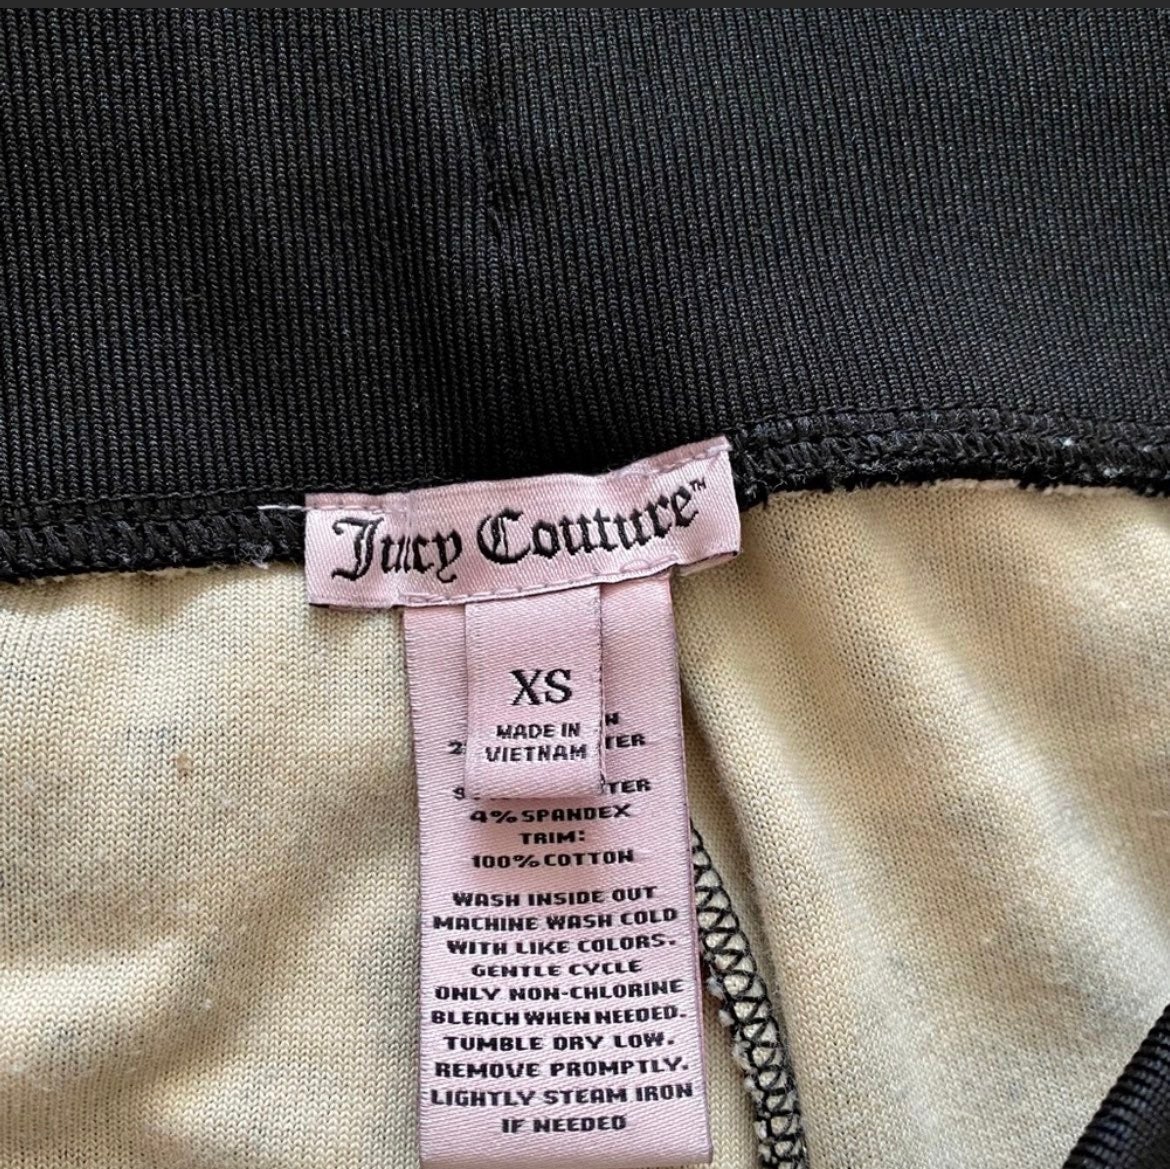 Juicy Couture™
XS
MADE IN
VIETNAM
4% SPANDEX
TRIM:
100% COTTON
WASH INSIDE OUT
MACHINE WASH COLD
WITH LIKE COLORS.
GENTLE CYCLE
ONLY NON-CHLORINE
BLEACH WHEN NEEDED.
TUMBLE DRY LOW.
REMOVE PROMPTLY.
LIGHTLY STEAM IRON
IF NEEDED